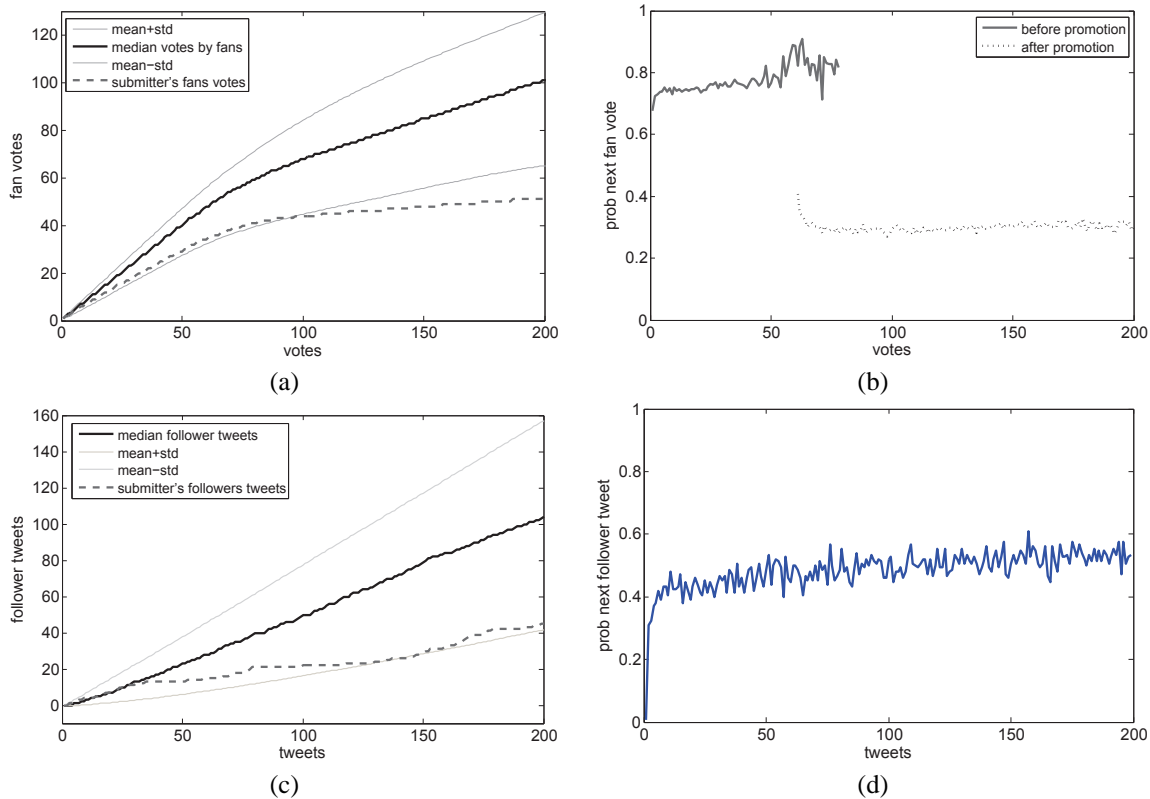 mean+std
median votes by fans
mean−std
submitter's fans votes
120
100
80
60
40
20
0
fan votes
0 50 100 150 200
votes
(a)
before promotion
after promotion
1
0.8
0.6
0.4
0.2
0
prob next fan vote
0 50 100 150 200
votes
(b)
median follower tweets
mean+std
mean−std
submitter's followers tweets
160
140
120
100
80
60
40
20
0
follower tweets
0 50 100 150 200
tweets
(c)
1
0.8
0.6
0.4
0.2
0
prob next follower tweet
0 50 100 150 200
tweets
(d)